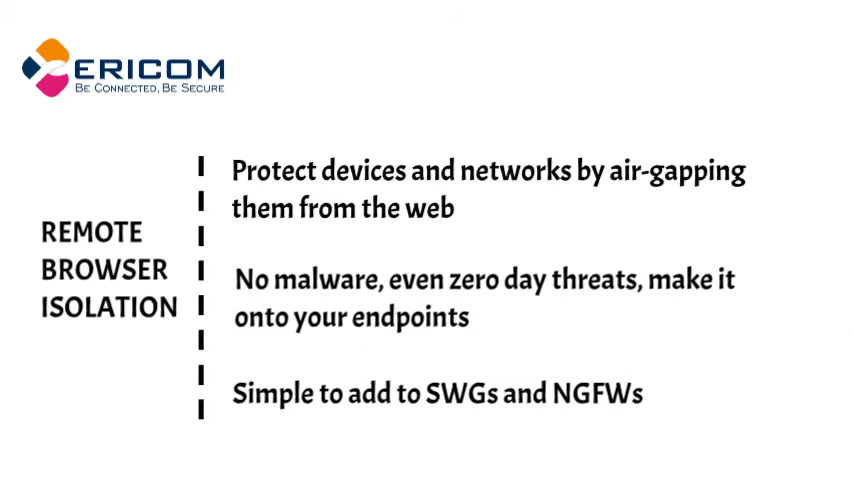 ERICOM
BE CONNECTED, BE SECURE
REMOTE
BROWSER
ISOLATION
Protect devices and networks by air-gapping
them from the web
No malware, even zero day threats, make it
onto your endpoints
Simple to add to SWGs and NGFWs